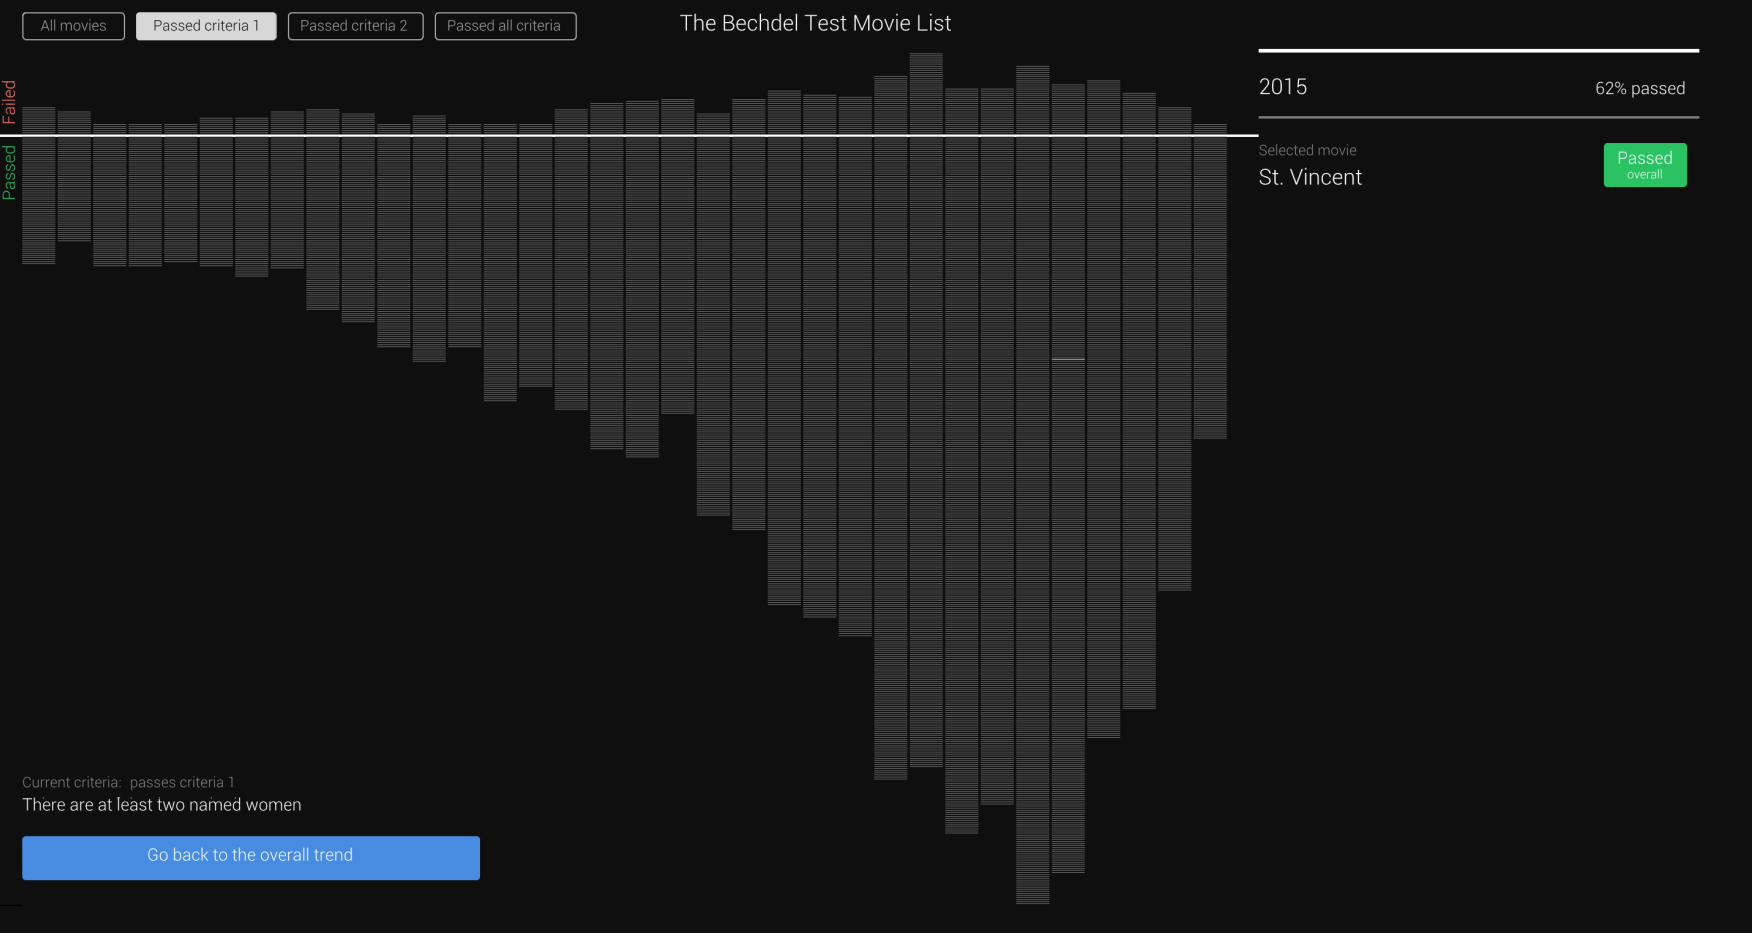 All movies
Passed criteria 1
Passed criteria 2
Passed all criteria
The Bechdel Test Movie List
Failed
Passed
2015
62% passed
Selected movie
St. Vincent
Passed
overall
Current criteria: passes criteria 1
There are at least two named women
Go back to the overall trend